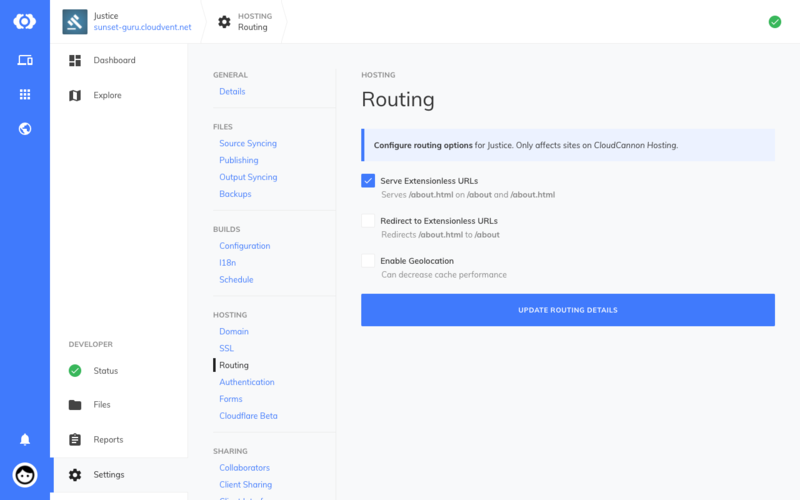 Justice
sunset-guru.cloudvent.net
HOSTING
Routing
Dashboard
Explore
DEVELOPER
Status
Files
Reports
Settings
GENERAL
Details
FILES
Source Syncing
Publishing
Output Syncing
Backups
BUILDS
Configuration
I18n
Schedule
HOSTING
Domain
SSL
Routing
Authentication
Forms
Cloudflare Beta
SHARING
Collaborators
Client Sharing
HOSTING
Routing
Configure routing options for Justice. Only affects sites on CloudCannon Hosting.
Serve Extensionless URLs
Serves /about.html on /about and /about.html
Redirect to Extensionless URLs
Redirects /about.html to /about
Enable Geolocation
Can decrease cache performance
UPDATE ROUTING DETAILS